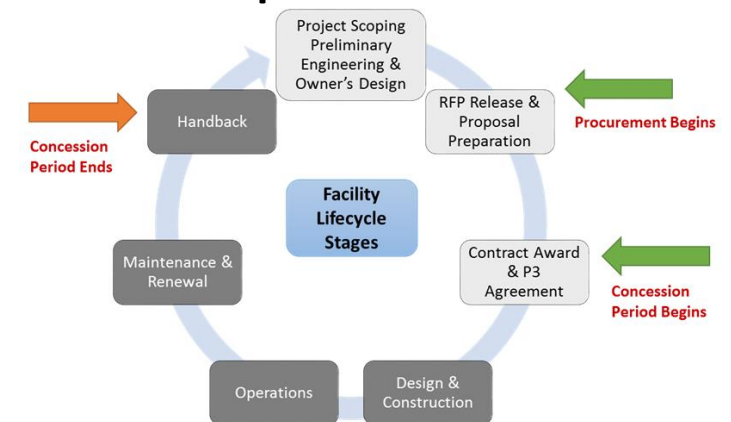 Project Scoping
Preliminary
Engineering &
Owner's Design
RFP Release &
Proposal
Preparation
Procurement Begins
Handback
Concession
Period Ends
Facility
Lifecycle
Stages
Contract Award
& P3
Agreement
Concession
Period Begins
Maintenance &
Renewal
Operations
Design &
Construction